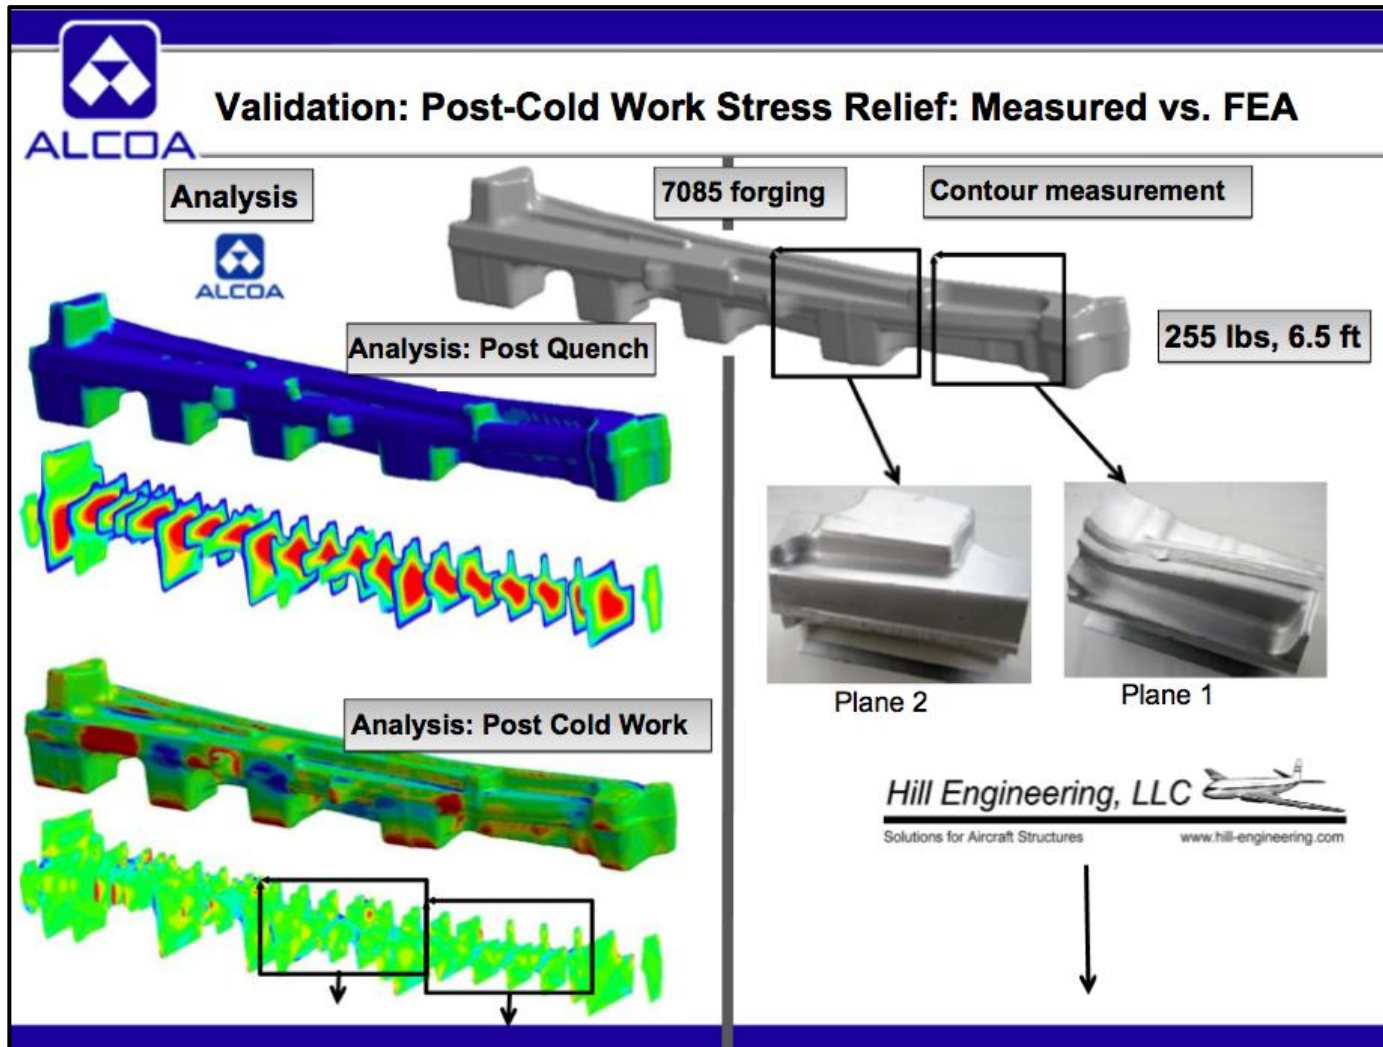 ALCOA
Validation: Post-Cold Work Stress Relief: Measured vs. FEA
Analysis
ALCOA
7085 forging
Contour measurement
255 lbs, 6.5 ft
Analysis: Post Quench
Plane 2
Plane 1
Analysis: Post Cold Work
Hill Engineering, LLC
Solutions for Aircraft Structures
www.hill-engineering.com